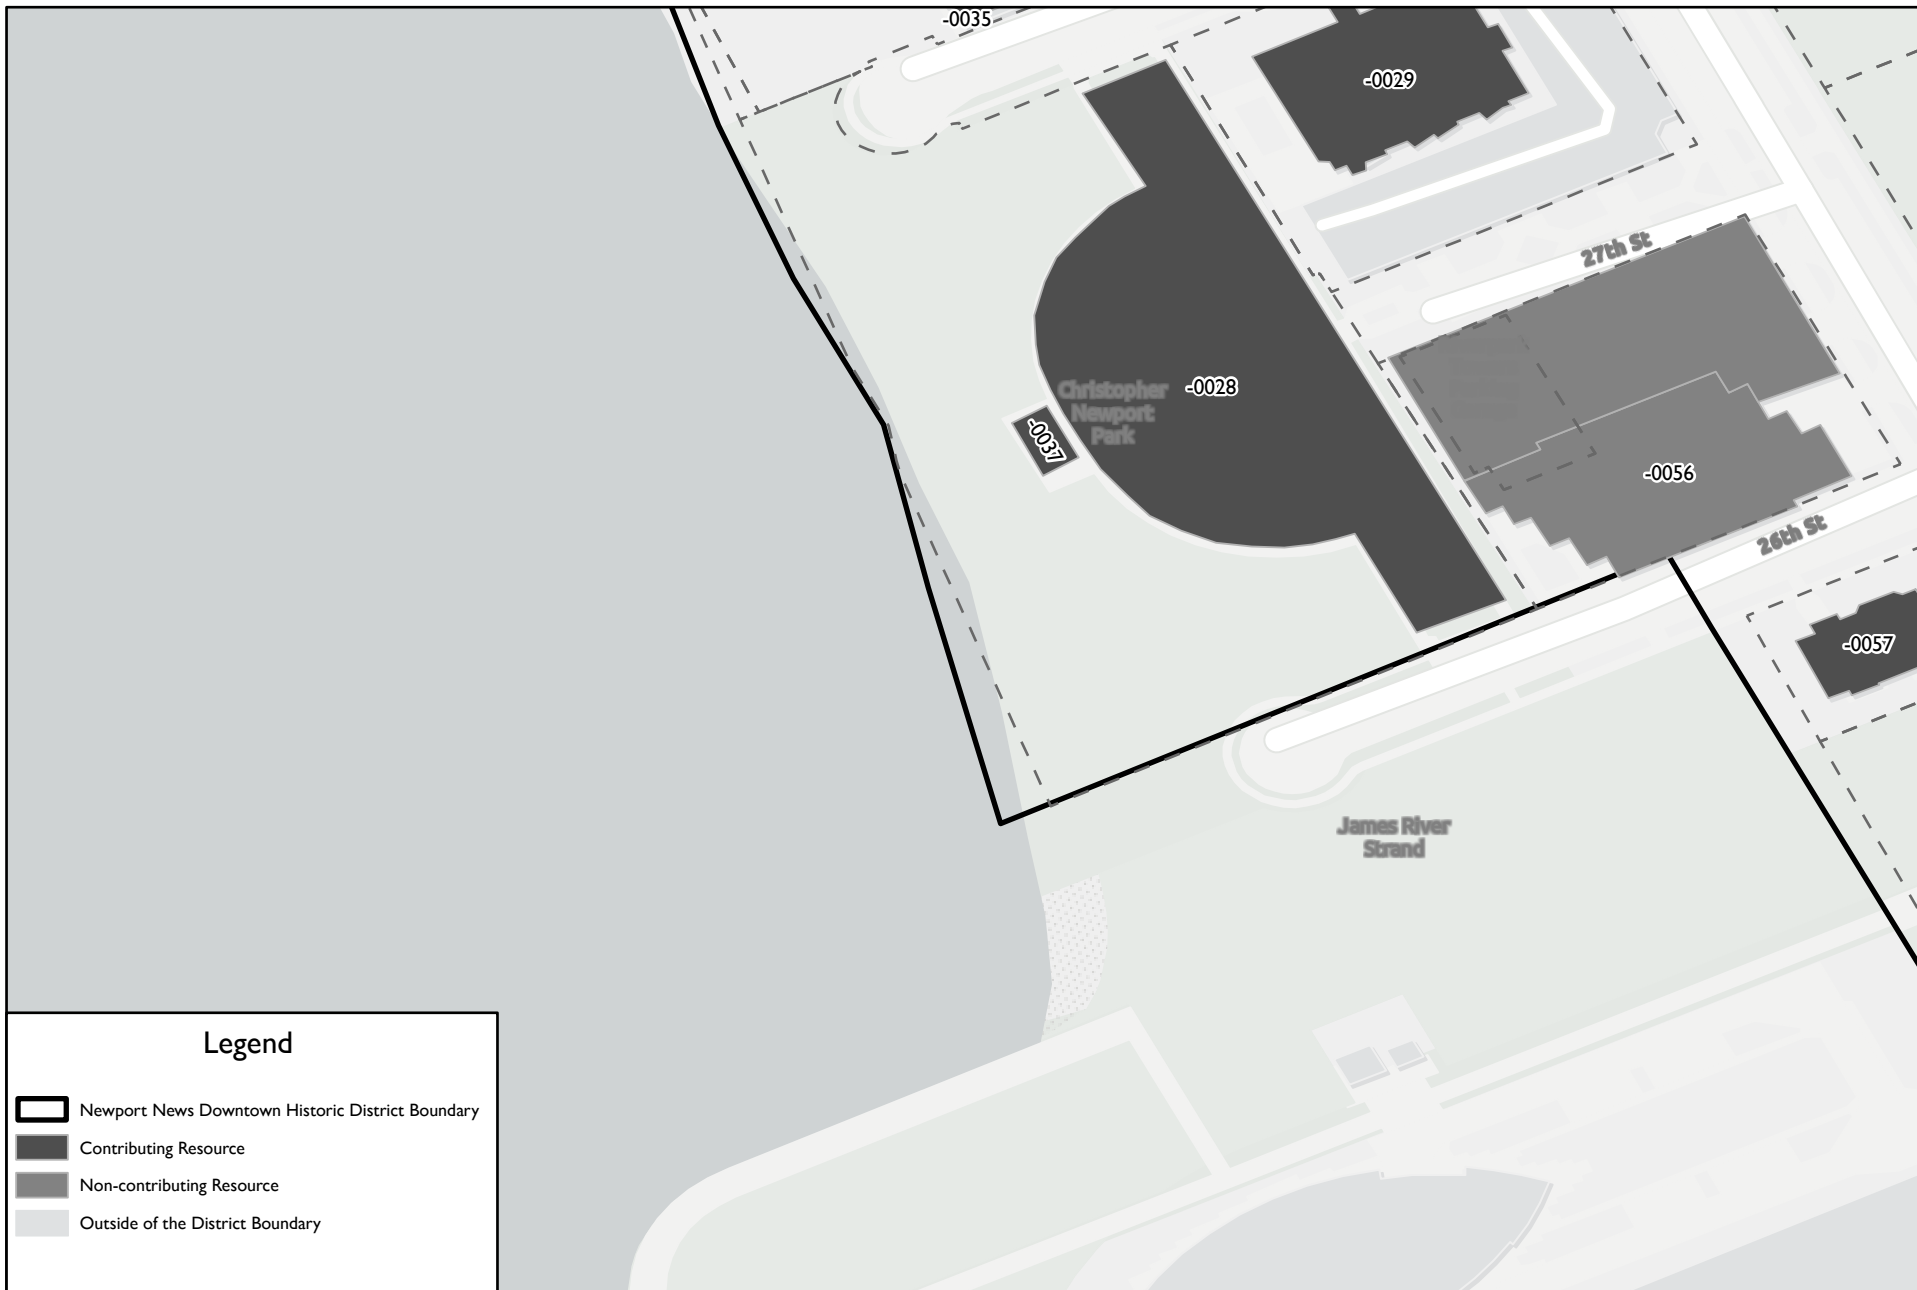 -0035
-0029
27th St
Christopher
Newport
Park
-0028
-0037
-0056
26th St
-0057
James River
Strand
Legend
Newport News Downtown Historic District Boundary
Contributing Resource
Non-contributing Resource
Outside of the District Boundary